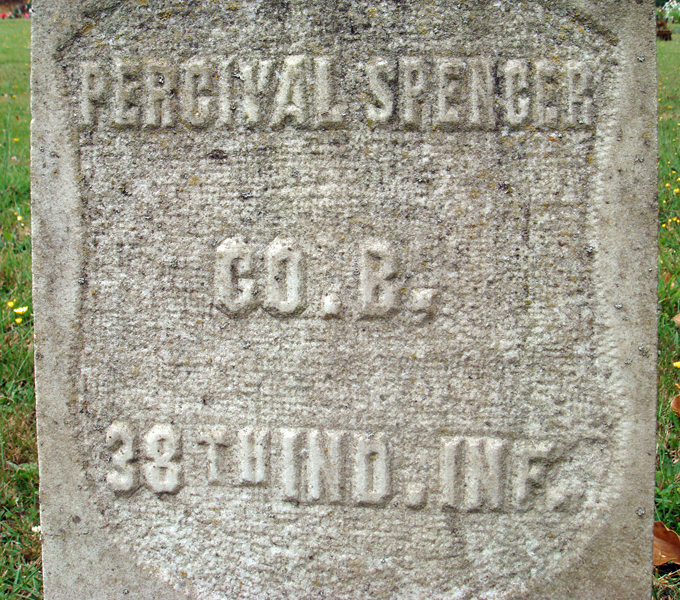 PERCIVAL SPENCER
CO. B.
38TH IND. INF.